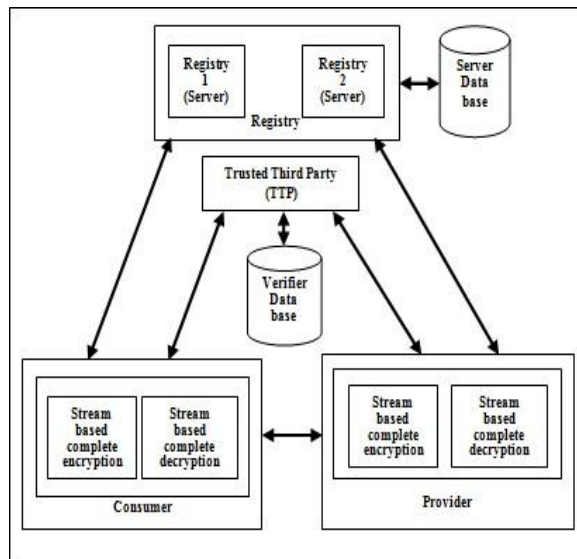 Registry
1
(Server)
Registry
2
(Server)
Registry
Server
Data
base
Trusted Third Party
(TTP)
Verifier
Data
base
Stream
based
complete
encryption
Stream
based
complete
decryption
Consumer
Stream
based
complete
encryption
Stream
based
complete
decryption
Provider